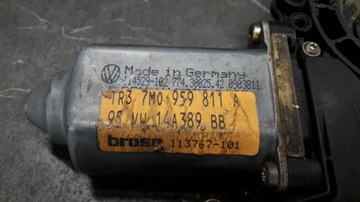 Made in Germany
114529-102 774.30025.42 0503811
TR3 7M0 959 811 A
95 VW 14A389 BB
brose 113767-101